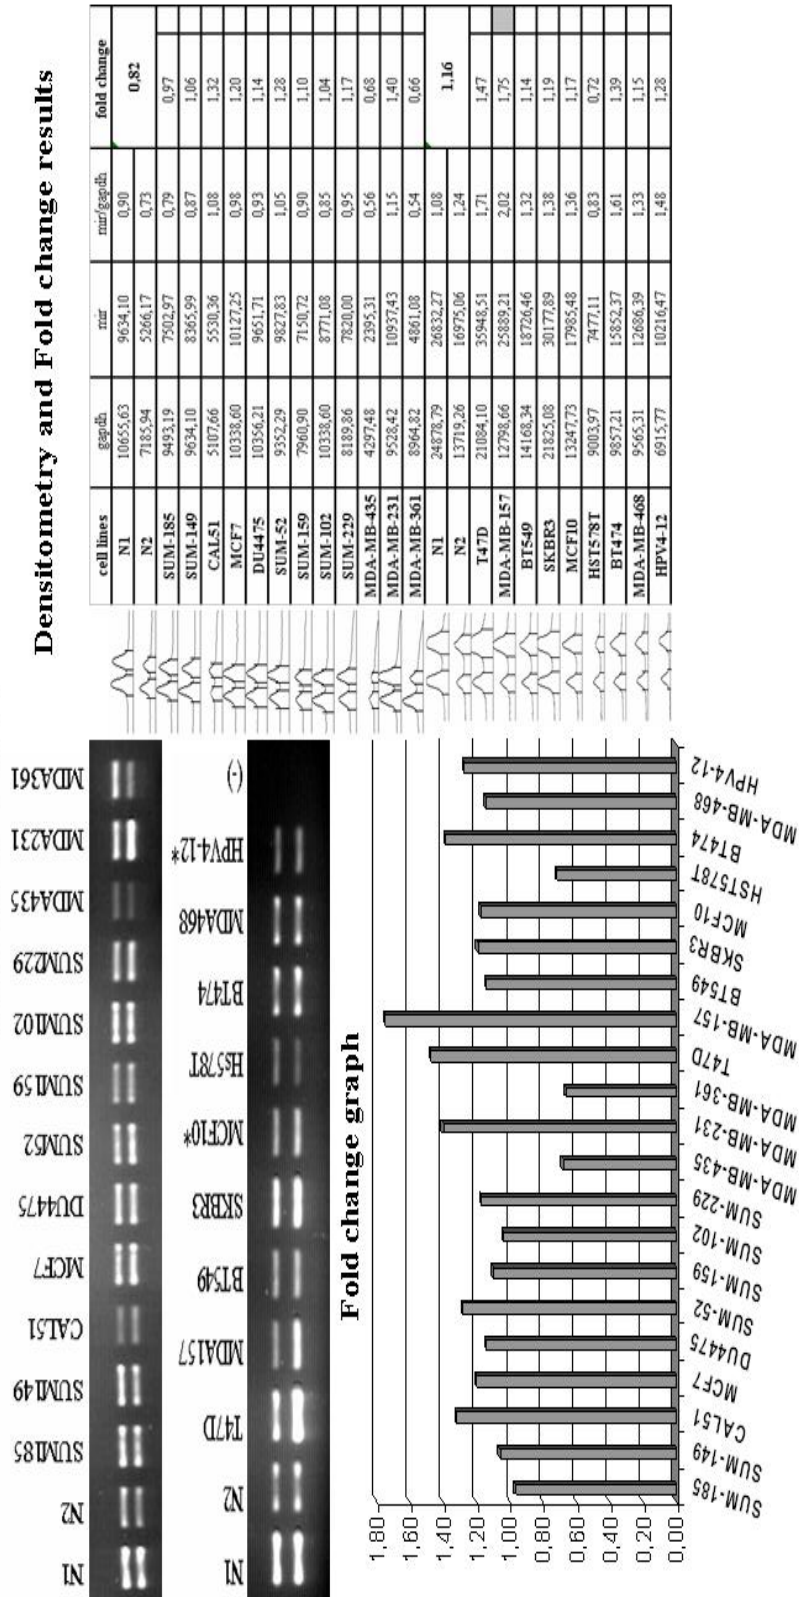 Densitometry and Fold change results
cell lines gapdh mir mir/gapdh fold change
N1 10655,63 9634,10 0,90 0,82
N2 7185,94 5266,17 0,73
SUM-185 9493,19 7502,97 0,79 0,97
SUM-149 9634,10 8365,99 0,87 1,06
CAL51 5107,66 5530,36 1,08 1,32
MCF7 10338,60 10127,25 0,98 1,20
DU4475 10356,21 9651,71 0,93 1,14
SUM-52 9352,29 9827,83 1,05 1,28
SUM-159 7960,90 7150,72 0,90 1,10
SUM-102 10338,60 8771,08 0,85 1,04
SUM-229 8189,86 7820,00 0,95 1,17
MDA-MB-435 4297,48 2395,31 0,56 0,68
MDA-MB-231 9528,42 10937,43 1,15 1,40
MDA-MB-361 8964,82 4861,08 0,54 0,66
N1 24878,79 26832,27 1,08 1,16
N2 13719,26 16975,06 1,24
T47D 21084,10 35948,51 1,71 1,47
MDA-MB-157 12798,66 25889,21 2,02 1,75
BT549 14168,34 18726,46 1,32 1,14
SKBR3 21825,08 30177,89 1,38 1,19
MCF10 13247,73 17985,48 1,36 1,17
HST578T 9003,97 7477,11 0,83 0,72
BT474 9857,21 15852,37 1,61 1,39
MDA-MB-468 9565,31 12686,39 1,33 1,15
HPV4-12 6915,77 10216,47 1,48 1,28
N1 N2 SUM185 SUM149 CAL51 MCF7 DU4475 SUM52 SUM159 SUM102 SUM229 MDA435 MDA231 MDA361
N1 N2 T47D MDA157 BT549 SKBR3 MCF10* Hs578T BT474 MDA468 HPV4-12* (-)
Fold change graph
1,80
1,60
1,40
1,20
1,00
0,80
0,60
0,40
0,20
0,00
SUM-185
SUM-149
CAL51
MCF7
DU4475
SUM-52
SUM-159
SUM-102
SUM-229
MDA-MB-435
MDA-MB-231
MDA-MB-361
T47D
MDA-MB-157
BT549
SKBR3
MCF10
HST578T
BT474
MDA-MB-468
HPV4-12